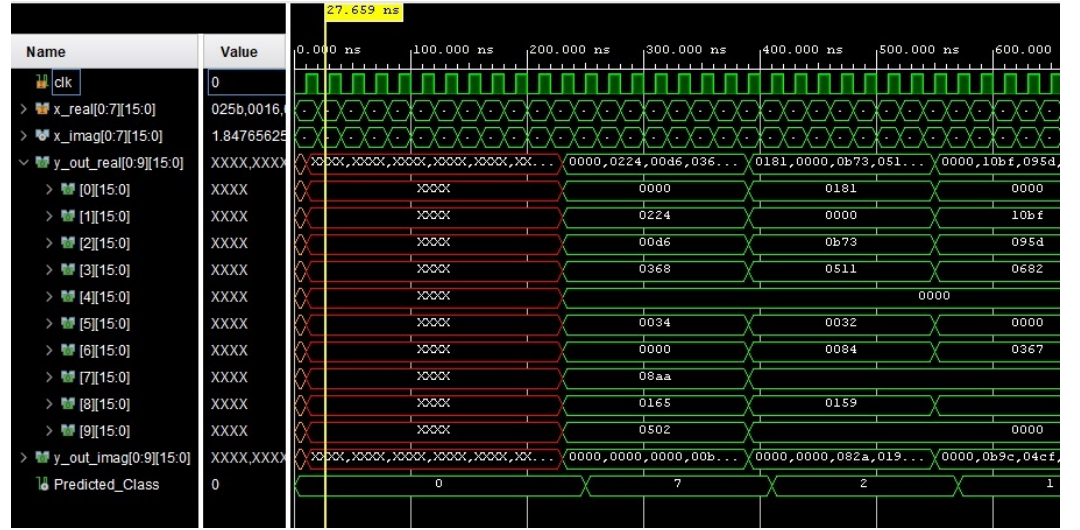 27.659 ns
Name Value 0.000 ns 100.000 ns 200.000 ns 300.000 ns 400.000 ns 500.000 ns 600.000
clk 0
x_real[0:7][15:0] 025b,0016,
x_imag[0:7][15:0] 1.84765625
y_out_real[0:9][15:0] XXXX,XXXX XXXX,XXXX,XXXX,XXXX,XXXX,XX... 0000,0224,00d6,036... 0181,0000,0b73,051... 0000,10bf,095d,
[0][15:0] XXXX XXXX 0000 0181 0000
[1][15:0] XXXX XXXX 0224 0000 10bf
[2][15:0] XXXX XXXX 00d6 0b73 095d
[3][15:0] XXXX XXXX 0368 0511 0682
[4][15:0] XXXX XXXX 0000
[5][15:0] XXXX XXXX 0034 0032 0000
[6][15:0] XXXX XXXX 0000 0084 0367
[7][15:0] XXXX XXXX 08aa
[8][15:0] XXXX XXXX 0165 0159
[9][15:0] XXXX XXXX 0502 0000
y_out_imag[0:9][15:0] XXXX,XXXX XXXX,XXXX,XXXX,XXXX,XXXX,XX... 0000,0000,0000,00b... 0000,0000,082a,019... 0000,0b9c,04cf,
Predicted_Class 0 0 7 2 1